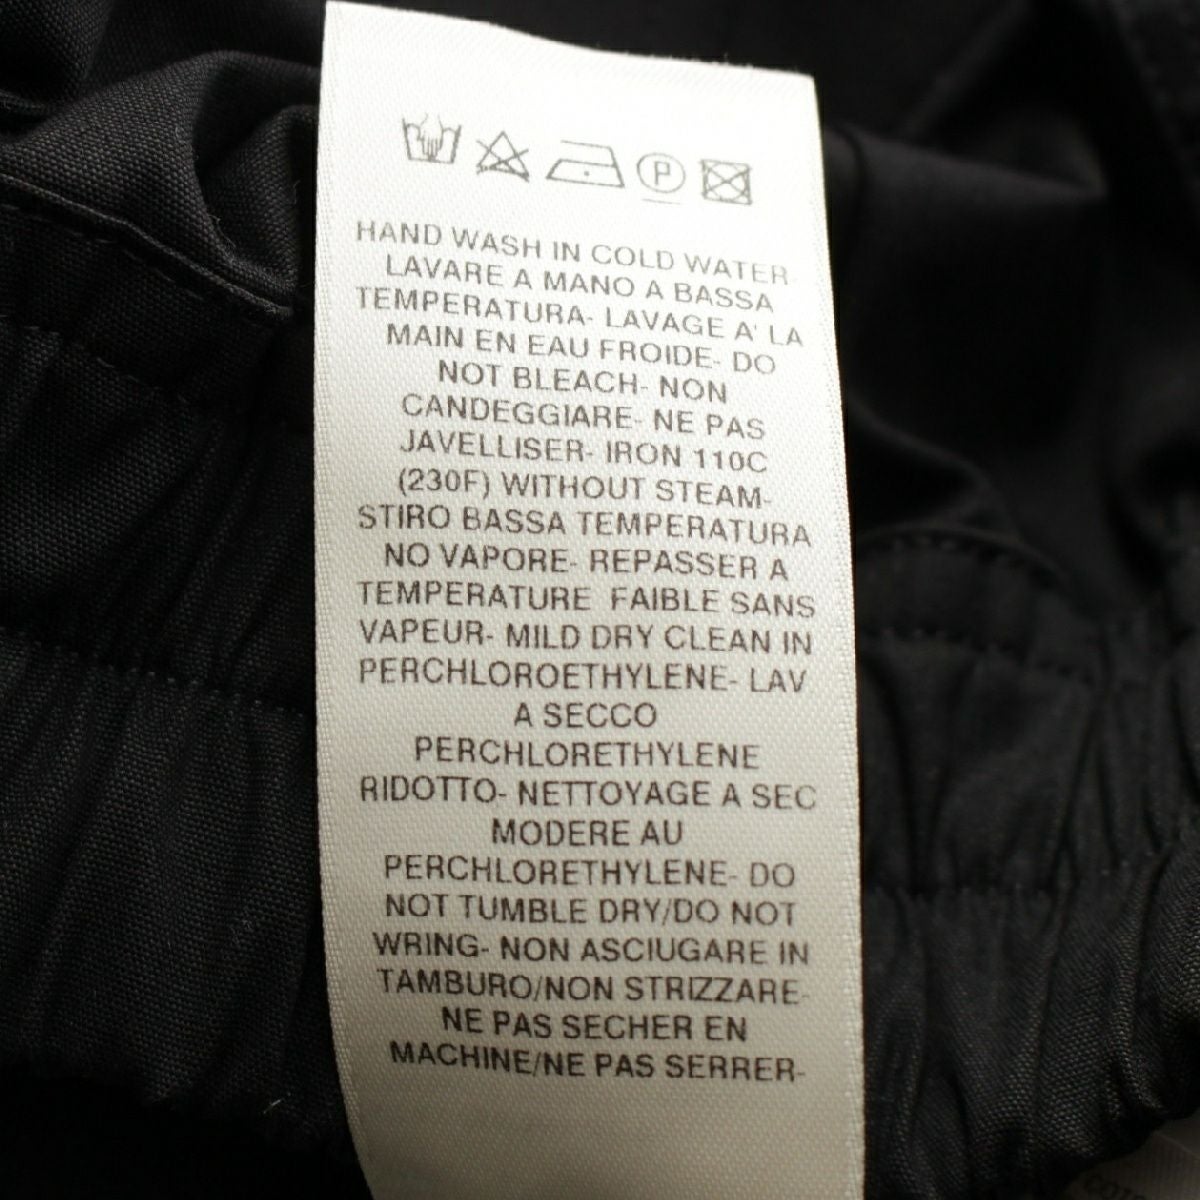 P
HAND WASH IN COLD WATER-
LAVARE A MANO A BASSA
TEMPERATURA- LAVAGE A' LA
MAIN EN EAU FROIDE- DO
NOT BLEACH- NON
CANDEGGIARE- NE PAS
JAVELLISER- IRON 110C
(230F) WITHOUT STEAM-
STIRO BASSA TEMPERATURA
NO VAPORE- REPASSER A
TEMPERATURE FAIBLE SANS
VAPEUR- MILD DRY CLEAN IN
PERCHLOROETHYLENE- LAV
A SECCO
PERCHLORETHYLENE
RIDOTTO- NETTOYAGE A SEC
MODERE AU
PERCHLORETHYLENE- DO
NOT TUMBLE DRY/DO NOT
WRING- NON ASCIUGARE IN
TAMBURO/NON STRIZZARE-
NE PAS SECHER EN
MACHINE/NE PAS SERRER-